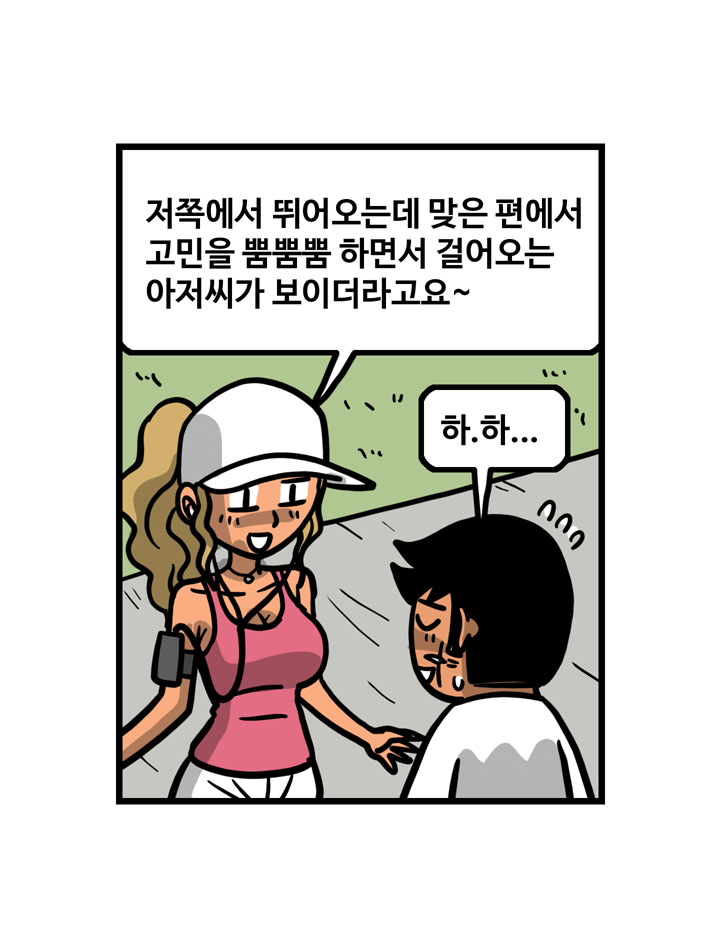 저쪽에서 뛰어오는데 맞은 편에서
고민을 뿜뿜뿜 하면서 걸어오는
아저씨가 보이더라고요~
하.하...